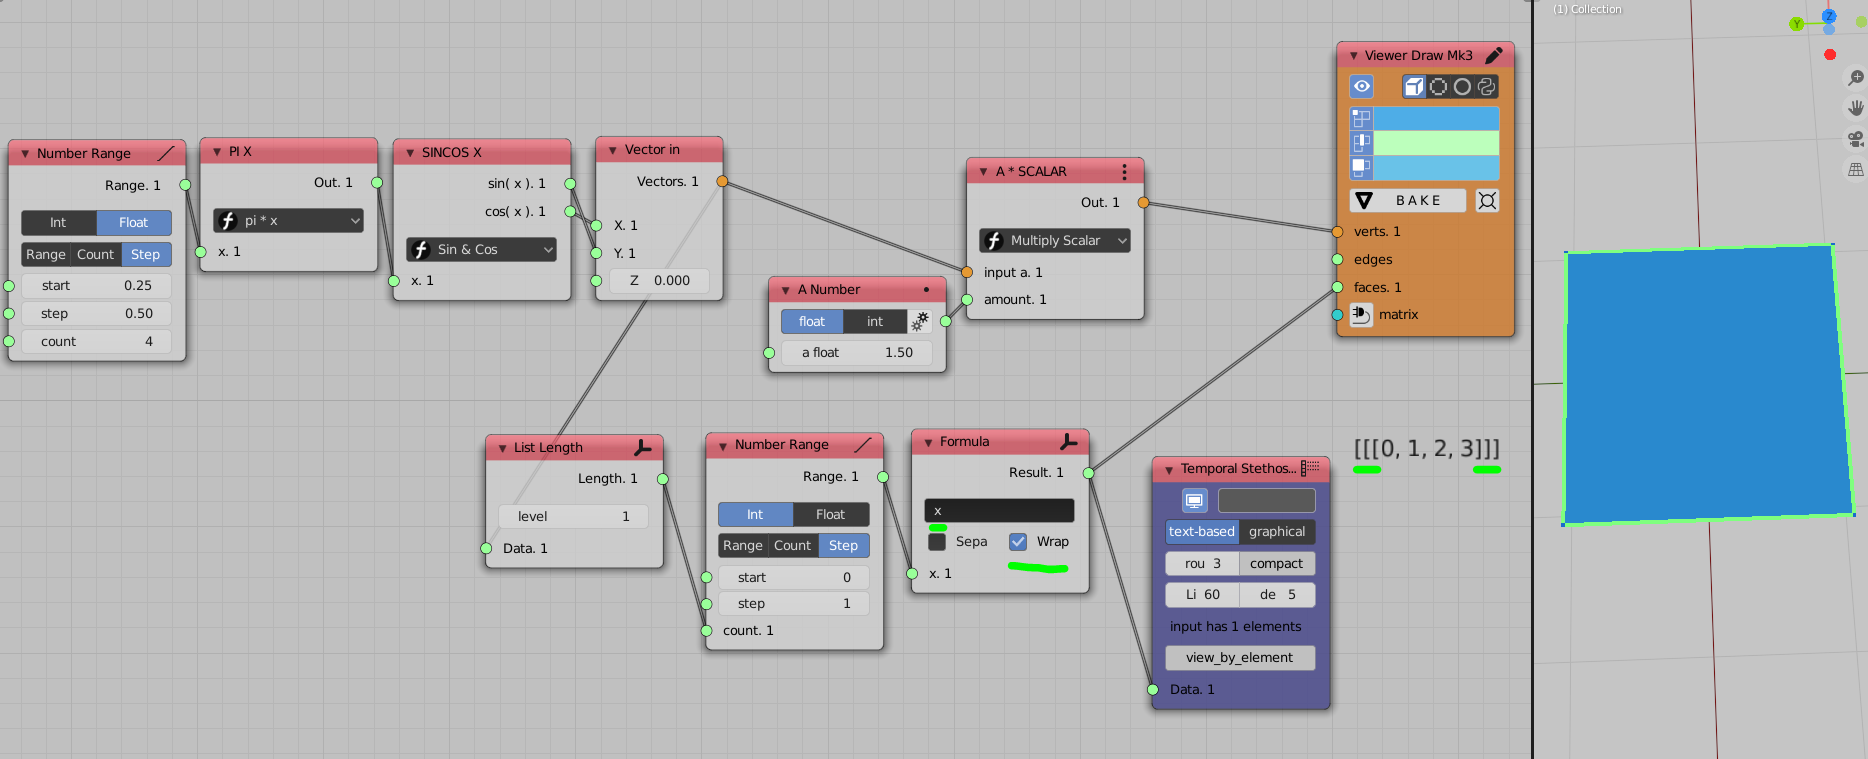 (1) Collection
Y
Z
Viewer Draw Mk3
BAKE
verts. 1
edges
faces. 1
matrix
Number Range
Range. 1
Int Float
Range Count Step
start 0.25
step 0.50
count 4
PI X
Out. 1
pi * x
x. 1
SINCOS X
sin( x ). 1
cos( x ). 1
Sin & Cos
x. 1
Vector in
Vectors. 1
X. 1
Y. 1
Z 0.000
A * SCALAR
Out. 1
Multiply Scalar
input a. 1
amount. 1
A Number
float int
a float 1.50
List Length
Length. 1
level 1
Data. 1
Number Range
Range. 1
Int Float
Range Count Step
start 0
step 1
count. 1
Formula
Result. 1
x
Sepa Wrap
x. 1
[[[0, 1, 2, 3]]]
Temporal Stethos...
text-based graphical
rou 3 compact
Li 60 de 5
input has 1 elements
view_by_element
Data. 1